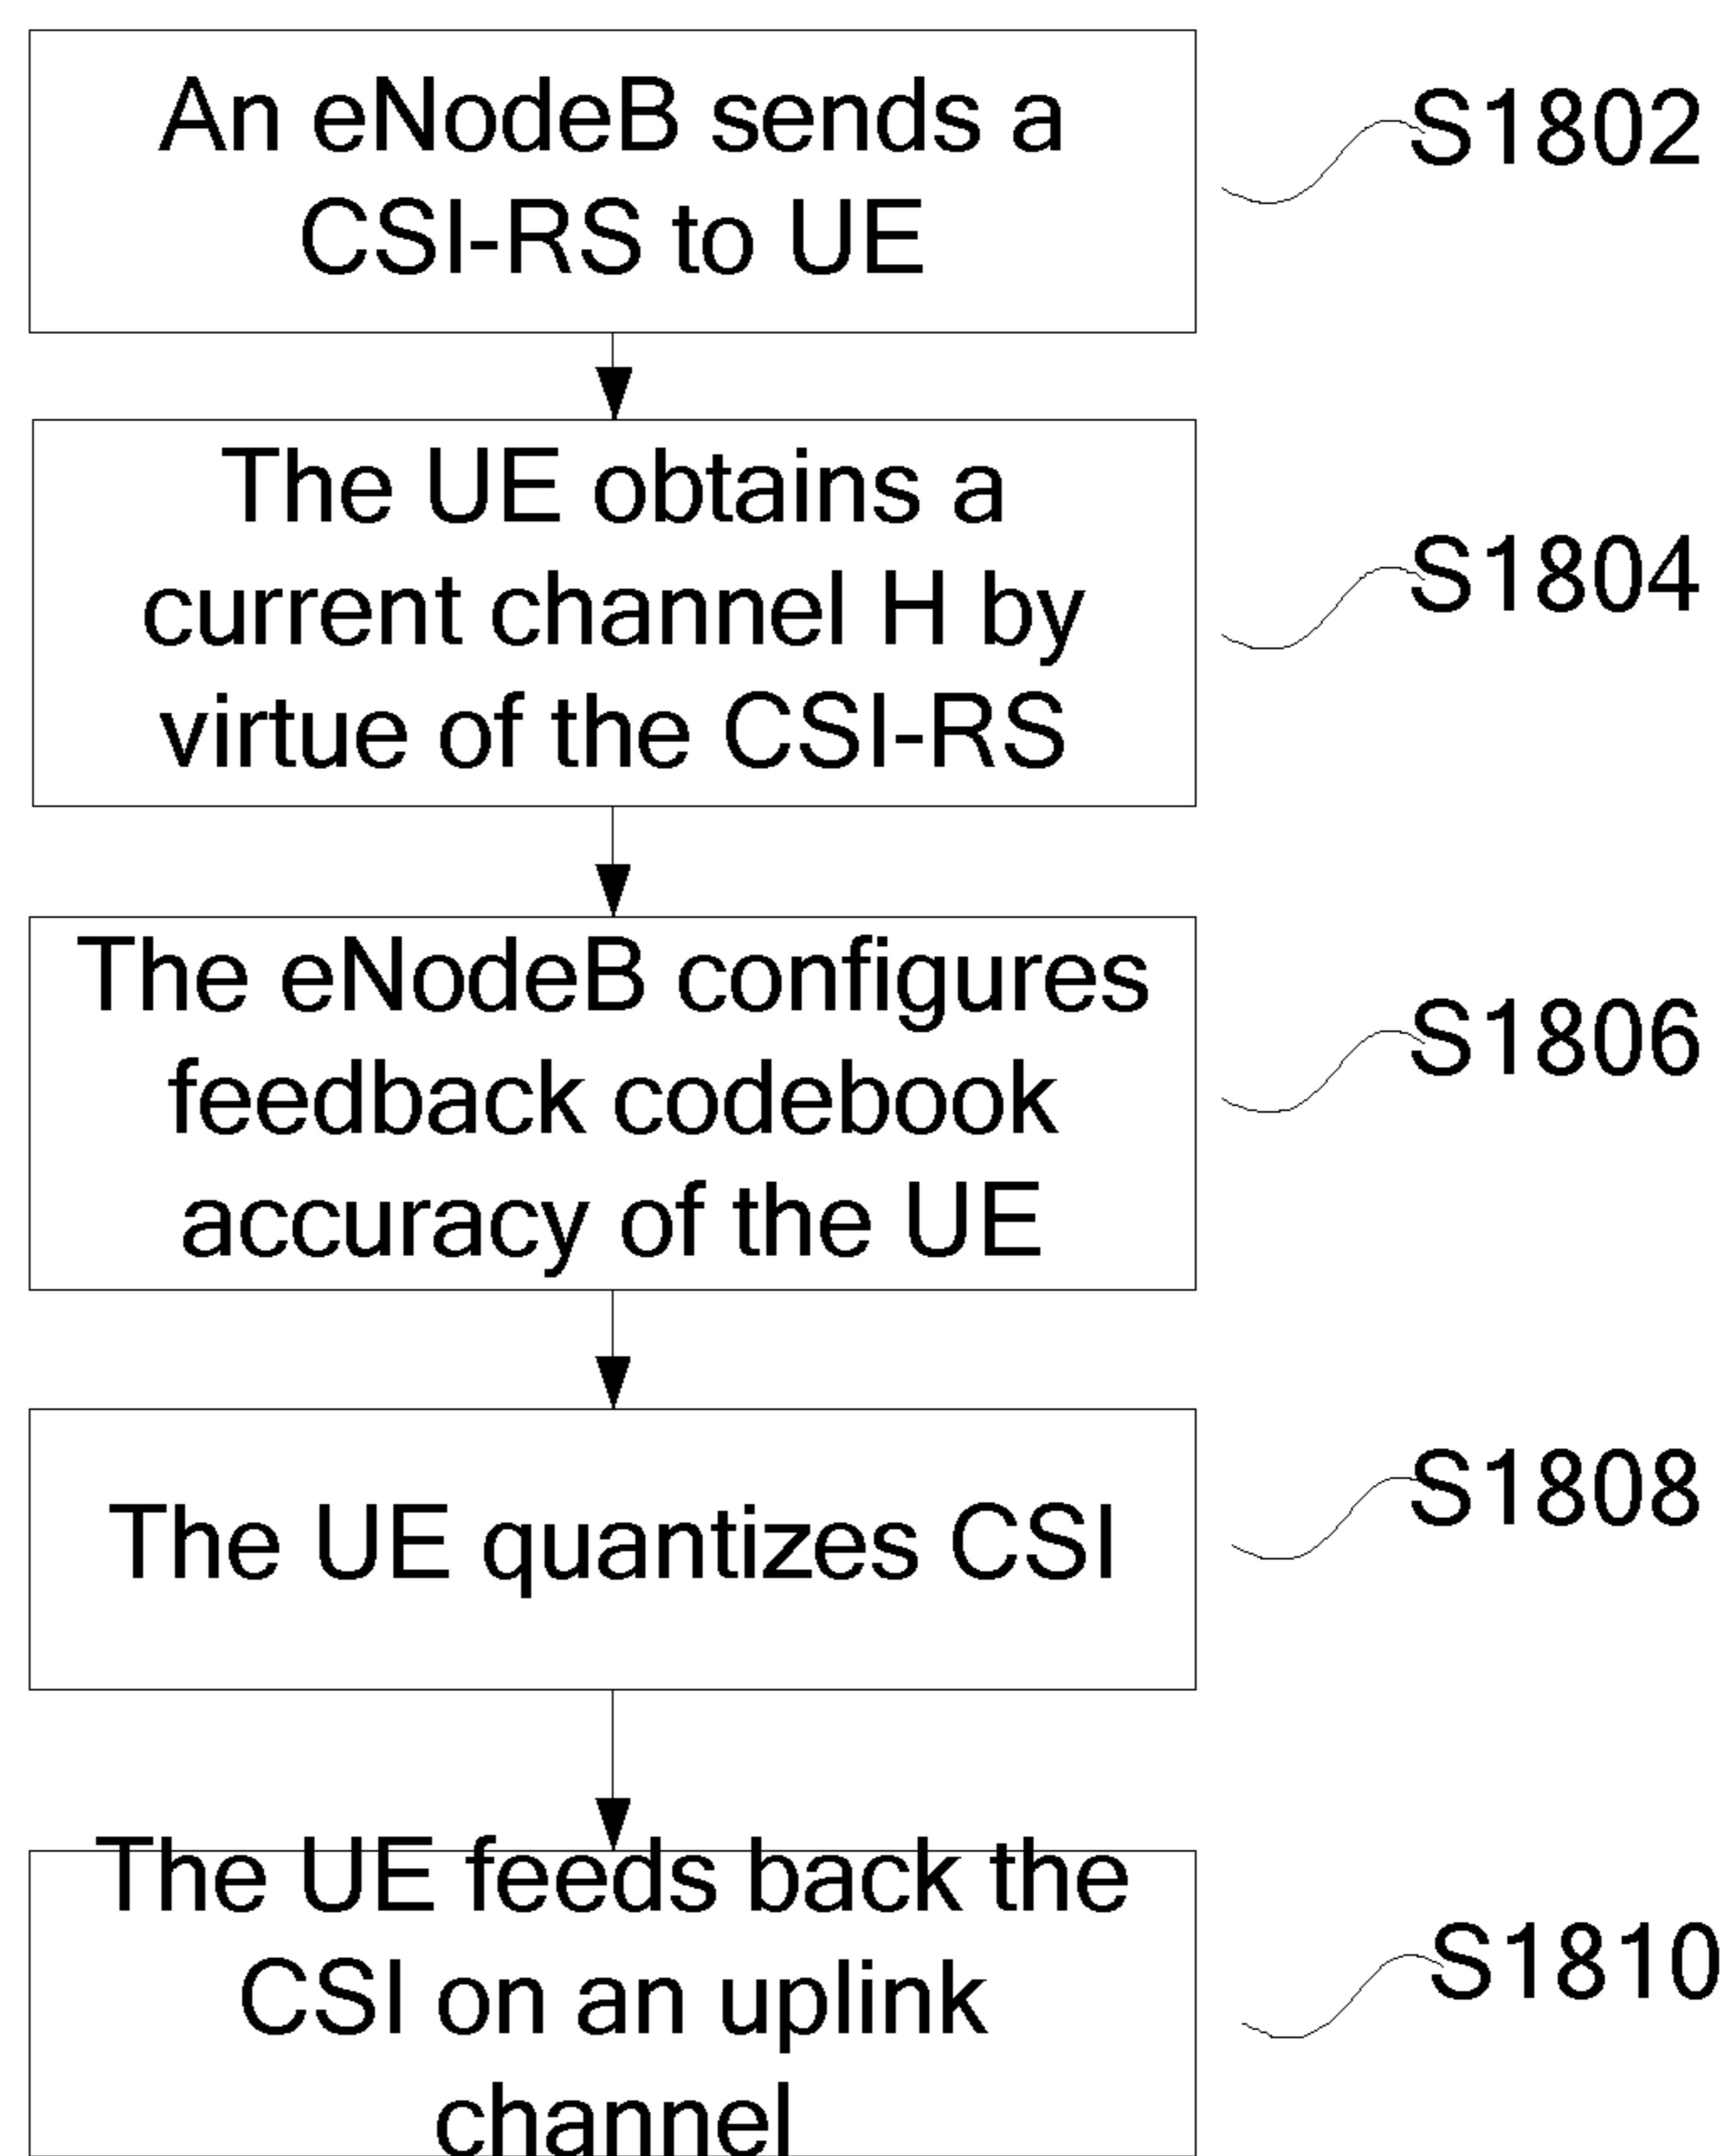 An eNodeB sends a
CSI-RS to UE
S1802
The UE obtains a
current channel H by
virtue of the CSI-RS
S1804
The eNodeB configures
feedback codebook
accuracy of the UE
S1806
The UE quantizes CSI
S1808
The UE feeds back the
CSI on an uplink
channel
S1810